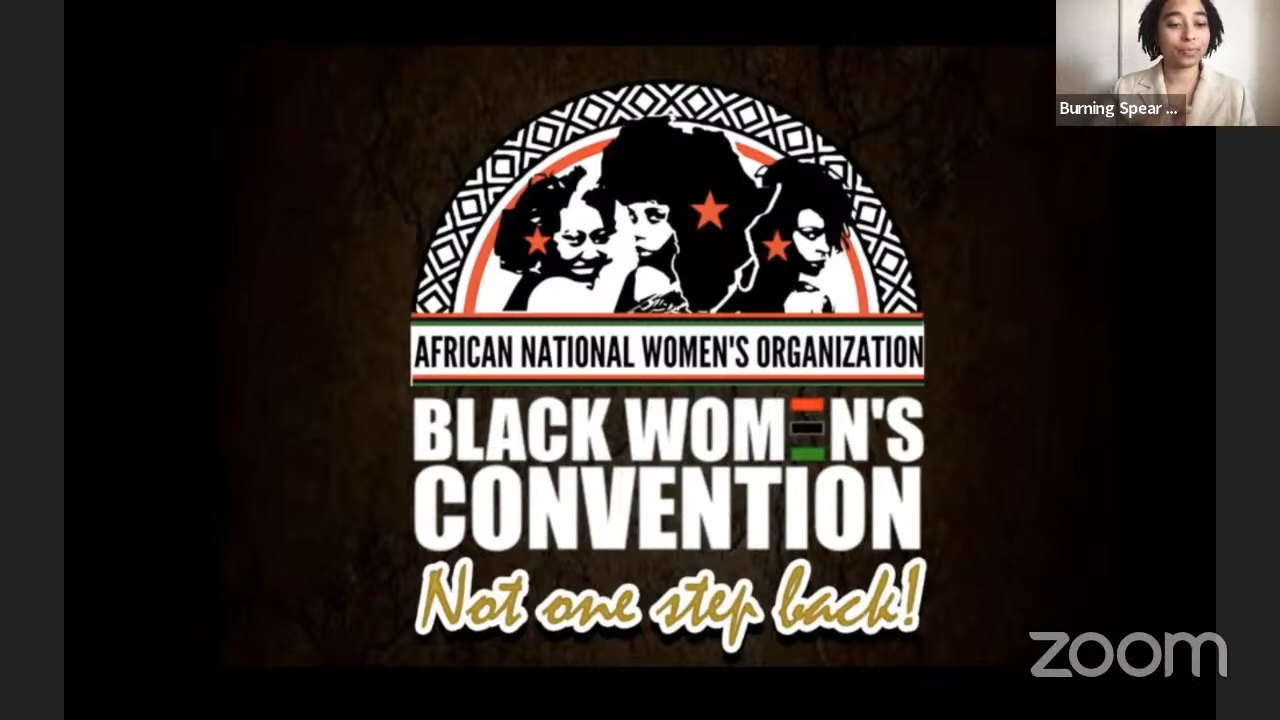 Burning Spear ...
AFRICAN NATIONAL WOMEN'S ORGANIZATION
BLACK WOMEN'S
CONVENTION
Not one step back!
zoom